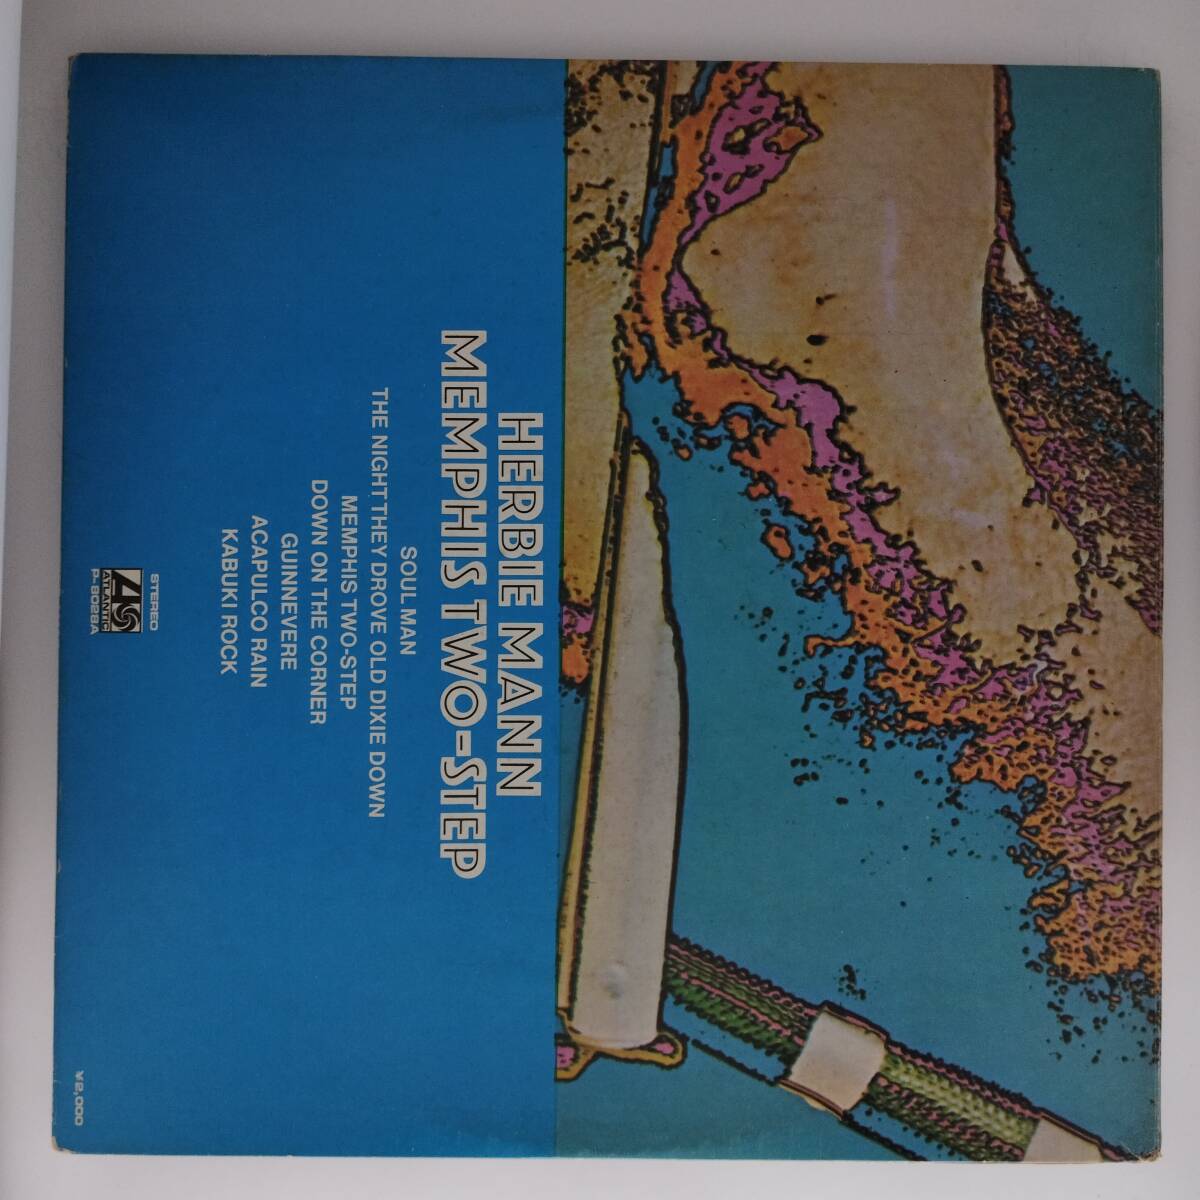 HERBIE MANN
MEMPHIS TWO-STEP
SOUL MAN
THE NIGHT THEY DROVE OLD DIXIE DOWN
MEMPHIS TWO-STEP
DOWN ON THE CORNER
GUINNEVERE
ACAPULCO RAIN
KABUKI ROCK
STEREO
ATLANTIC
P-8028A
¥2,000